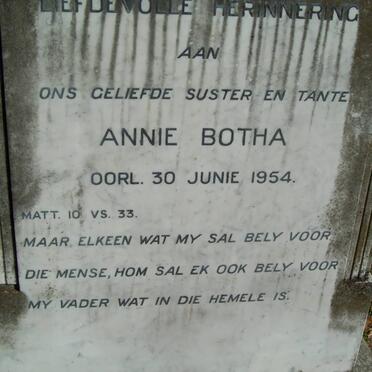 LIEFDEVOLLE HERINNERING
AAN
ONS GELIEFDE SUSTER EN TANTE
ANNIE BOTHA
OORL. 30 JUNIE 1954.
MATT. 10 VS. 33.
MAAR ELKEEN WAT MY SAL BELY VOOR
DIE MENSE, HOM SAL EK OOK BELY VOOR
MY VADER WAT IN DIE HEMELE IS.